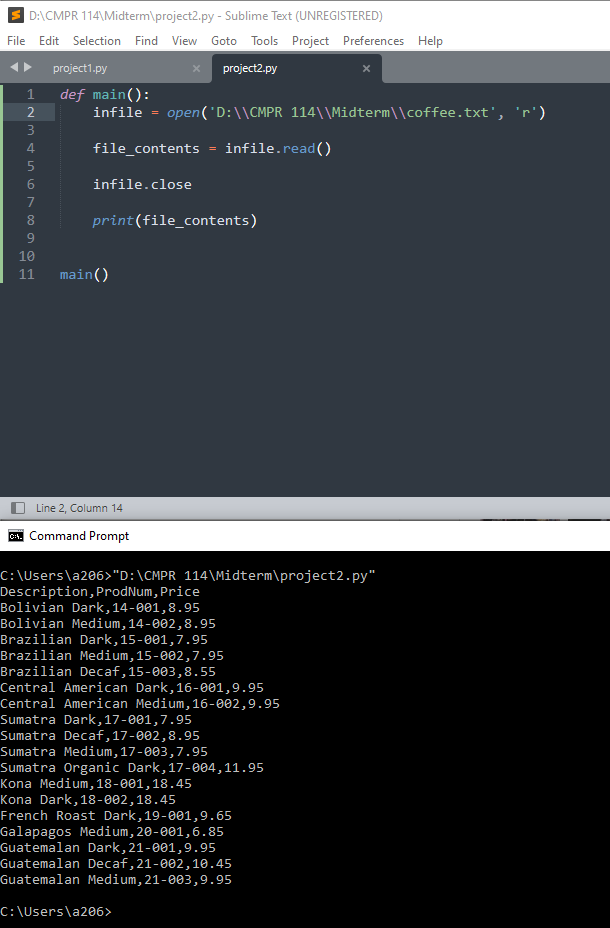 D:\CMPR 114\Midterm\project2.py - Sublime Text (UNREGISTERED)
File Edit Selection Find View Goto Tools Project Preferences Help
project1.py × project2.py ×
1 def main():
2     infile = open('D:\\CMPR 114\\Midterm\\coffee.txt', 'r')
3
4     file_contents = infile.read()
5
6     infile.close
7
8     print(file_contents)
9
10
11 main()
Line 2, Column 14
C:\. Command Prompt
C:\Users\a206>"D:\CMPR 114\Midterm\project2.py"
Description,ProdNum,Price
Bolivian Dark,14-001,8.95
Bolivian Medium,14-002,8.95
Brazilian Dark,15-001,7.95
Brazilian Medium,15-002,7.95
Brazilian Decaf,15-003,8.55
Central American Dark,16-001,9.95
Central American Medium,16-002,9.95
Sumatra Dark,17-001,7.95
Sumatra Decaf,17-002,8.95
Sumatra Medium,17-003,7.95
Sumatra Organic Dark,17-004,11.95
Kona Medium,18-001,18.45
Kona Dark,18-002,18.45
French Roast Dark,19-001,9.65
Galapagos Medium,20-001,6.85
Guatemalan Dark,21-001,9.95
Guatemalan Decaf,21-002,10.45
Guatemalan Medium,21-003,9.95
C:\Users\a206>